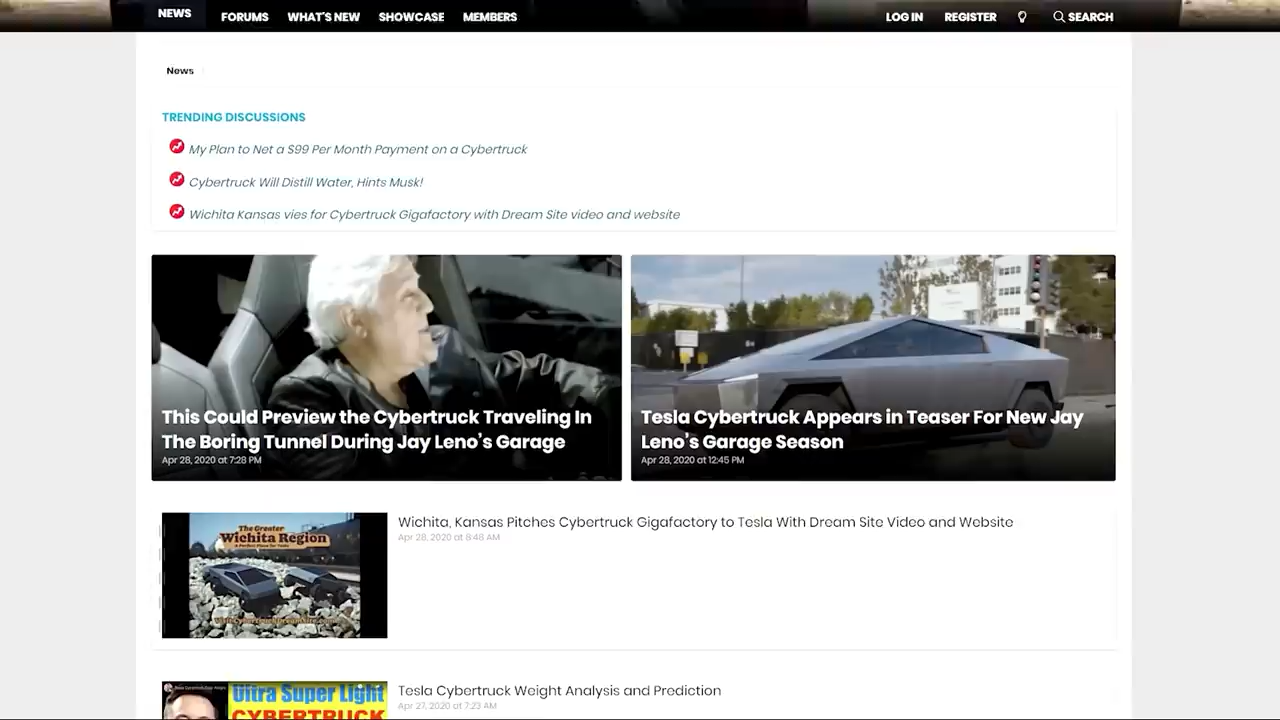 NEWS
FORUMS
WHAT'S NEW
SHOWCASE
MEMBERS
LOG IN
REGISTER
SEARCH
News
TRENDING DISCUSSIONS
My Plan to Net a $99 Per Month Payment on a Cybertruck
Cybertruck Will Distill Water, Hints Musk!
Wichita Kansas vies for Cybertruck Gigafactory with Dream Site video and website
This Could Preview the Cybertruck Traveling In
The Boring Tunnel During Jay Leno's Garage
Apr 28, 2020 at 7:28 PM
Tesla Cybertruck Appears in Teaser For New Jay
Leno's Garage Season
Apr 28, 2020 at 12:45 PM
The Greater
Wichita Region
A Perfect Place for Tesla
VisitCybertruckDreamsite.com
Wichita, Kansas Pitches Cybertruck Gigafactory to Tesla With Dream Site Video and Website
Apr 28, 2020 at 8:48 AM
Ultra Super Light
CYBERTRUCK
Tesla Cybertruck Weight Analysis and Prediction
Apr 27, 2020 at 7:23 AM